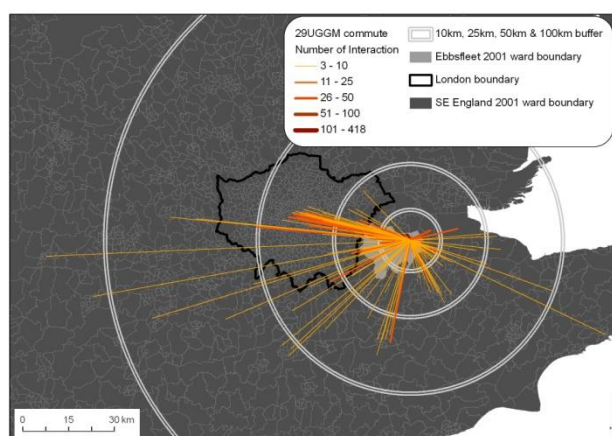 29UGGM commute
Number of Interaction
3 - 10
11 - 25
26 - 50
51 - 100
101 - 418
10km, 25km, 50km & 100km buffer
Ebbsfleet 2001 ward boundary
London boundary
SE England 2001 ward boundary
0 15 30 km